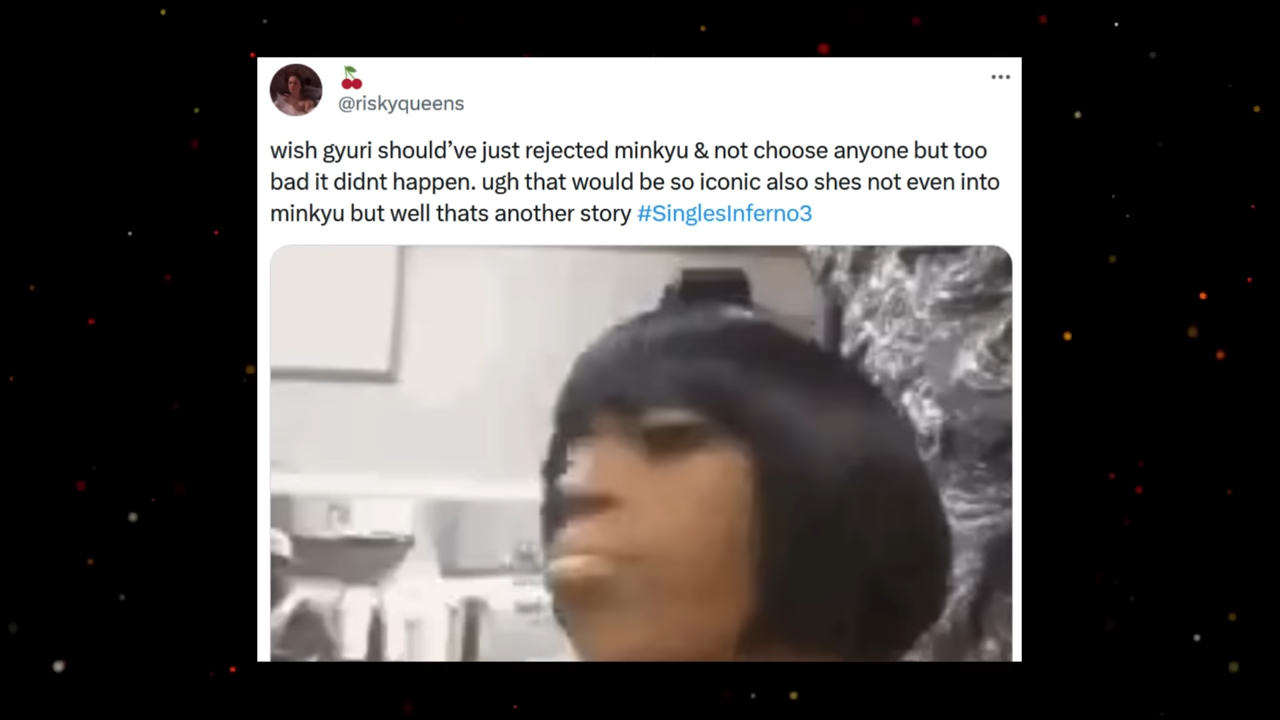 🍒
@riskyqueens
wish gyuri should’ve just rejected minkyu & not choose anyone but too
bad it didnt happen. ugh that would be so iconic also shes not even into
minkyu but well thats another story #SinglesInferno3